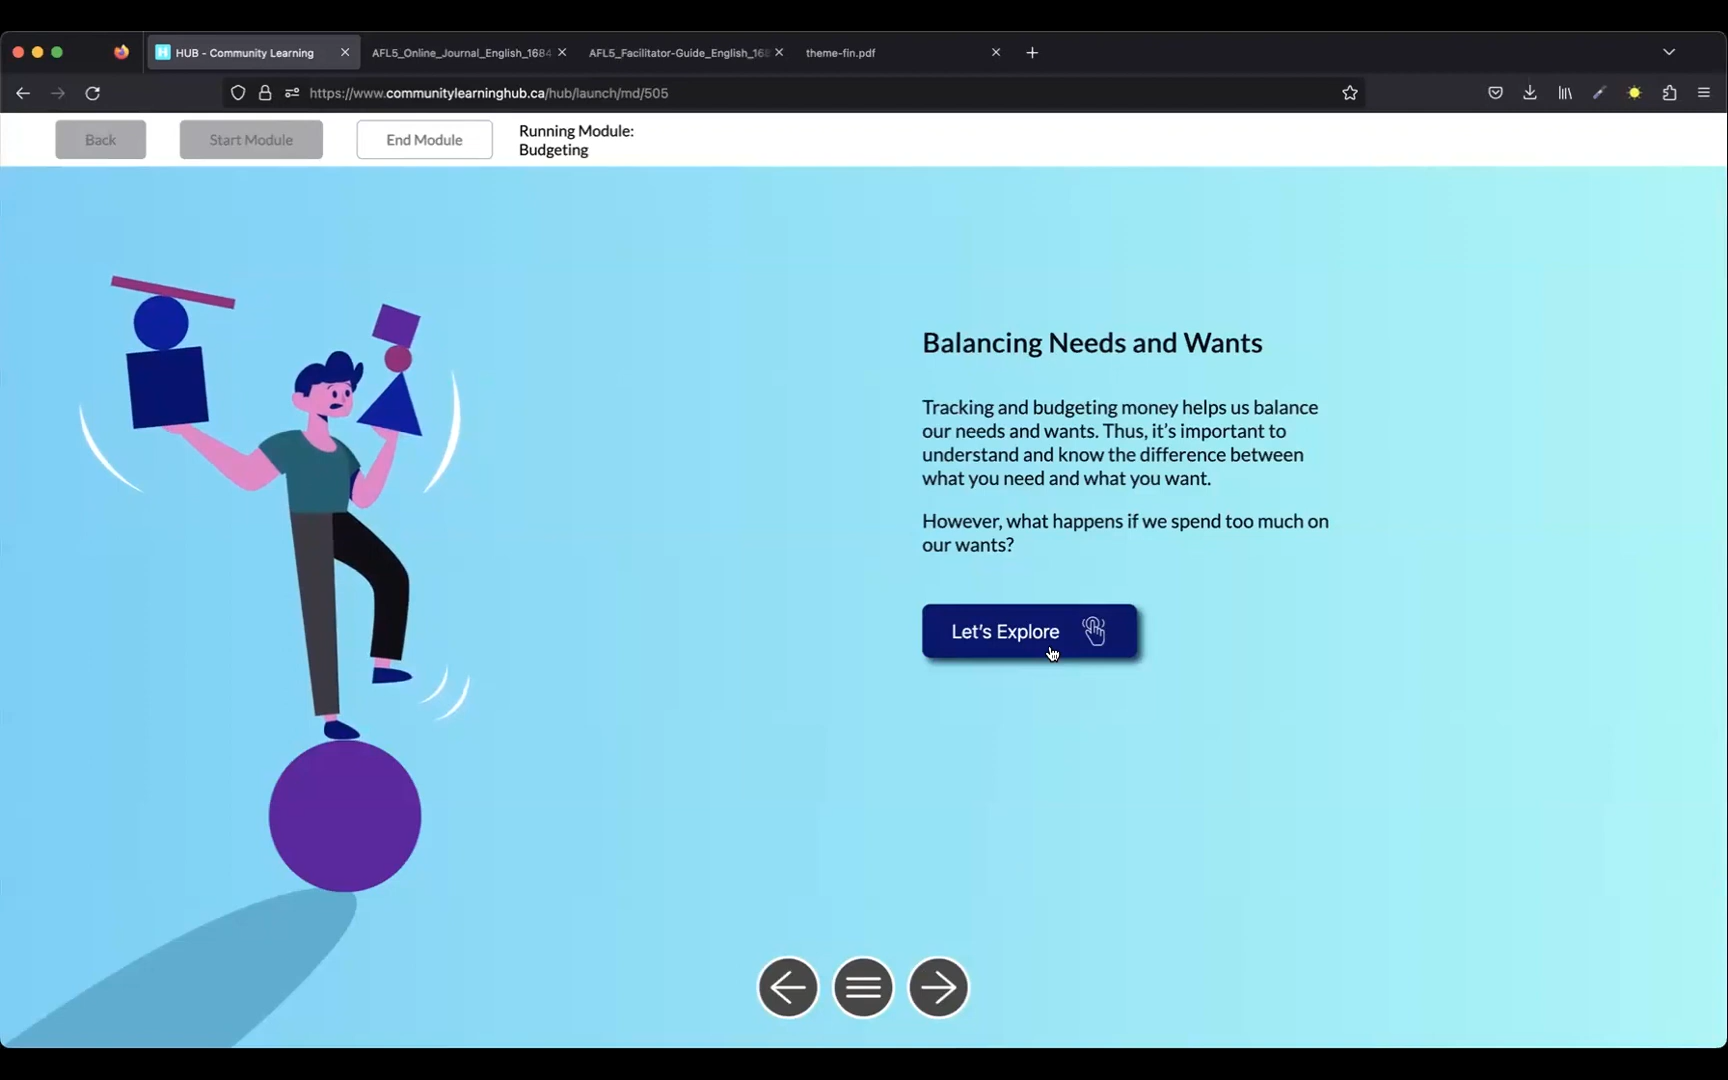 HUB - Community Learning
AFL5_Online_Journal_English_1684
AFL5_Facilitator-Guide_English_168
theme-fin.pdf
https://www.communitylearninghub.ca/hub/launch/md/505
Back
Start Module
End Module
Running Module:
Budgeting
Balancing Needs and Wants
Tracking and budgeting money helps us balance
our needs and wants. Thus, it’s important to
understand and know the difference between
what you need and what you want.
However, what happens if we spend too much on
our wants?
Let’s Explore